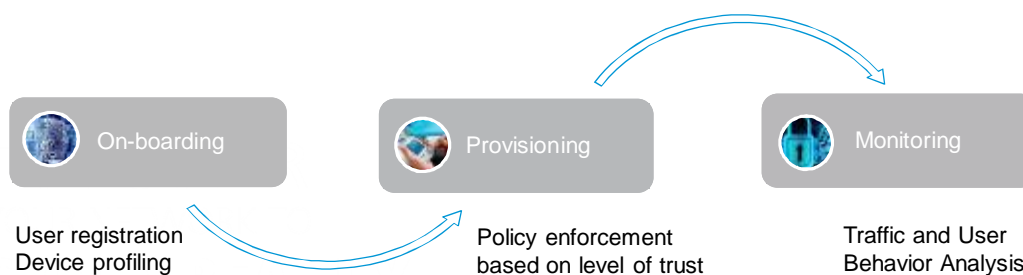 On-boarding
Provisioning
Monitoring
User registration
Device profiling
Policy enforcement
based on level of trust
Traffic and User
Behavior Analysis